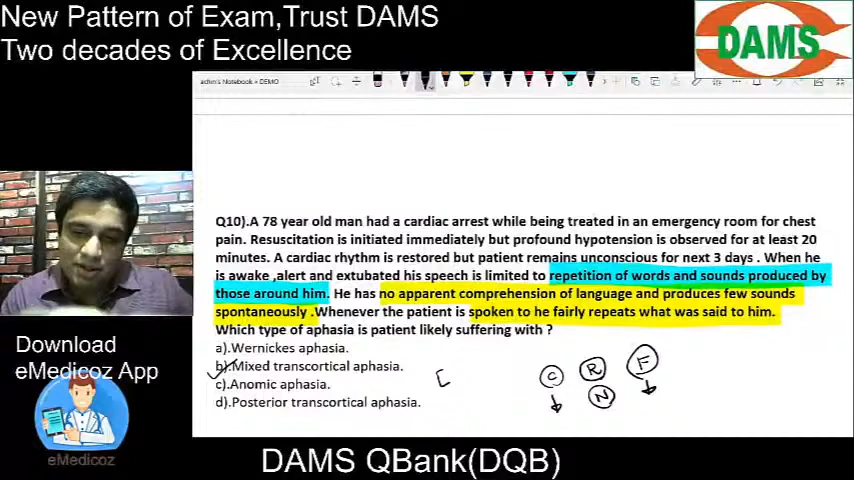 New Pattern of Exam,Trust DAMS
Two decades of Excellence
DAMS
adhn's Notebook • DEMO
Q10).A 78 year old man had a cardiac arrest while being treated in an emergency room for chest
pain. Resuscitation is initiated immediately but profound hypotension is observed for at least 20
minutes. A cardiac rhythm is restored but patient remains unconscious for next 3 days . When he
is awake ,alert and extubated his speech is limited to repetition of words and sounds produced by
those around him. He has no apparent comprehension of language and produces few sounds
spontaneously .Whenever the patient is spoken to he fairly repeats what was said to him.
Which type of aphasia is patient likely suffering with ?
a).Wernickes aphasia.
b).Mixed transcortical aphasia.
c).Anomic aphasia.
d).Posterior transcortical aphasia.
C R F
N
Download
eMedicoz App
eMedicoz
DAMS QBank(DQB)